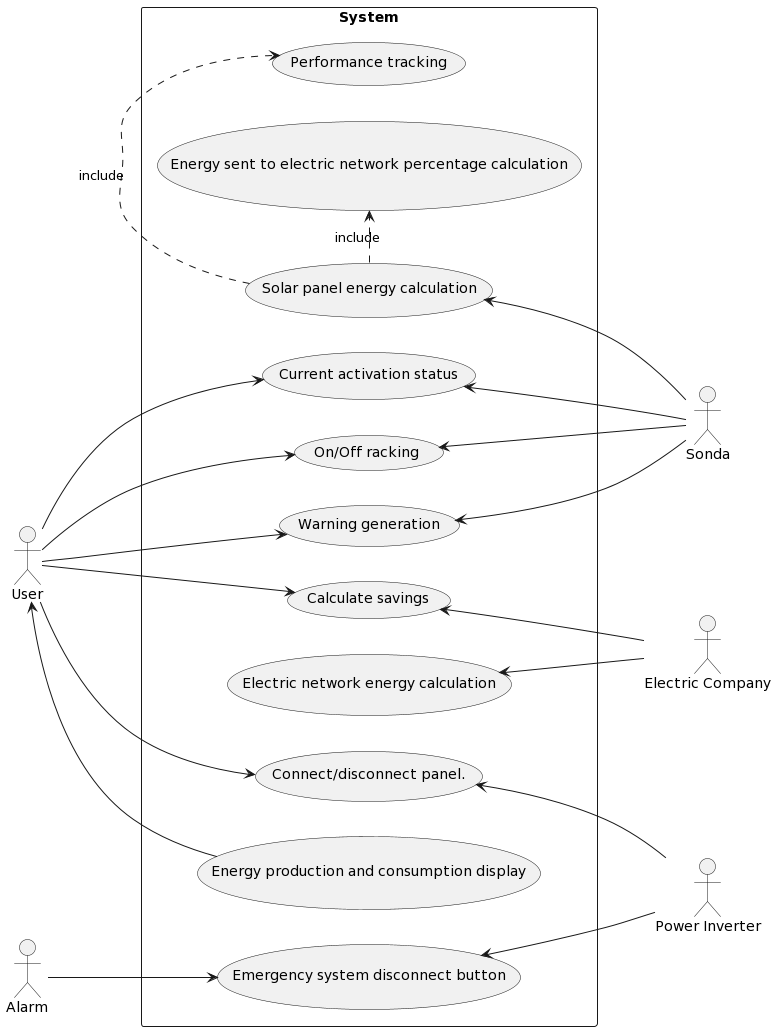 System
Performance tracking
Energy sent to electric network percentage calculation
include
include
Solar panel energy calculation
Current activation status
On/Off racking
Sonda
Warning generation
User
Calculate savings
Electric network energy calculation
Electric Company
Connect/disconnect panel.
Energy production and consumption display
Power Inverter
Emergency system disconnect button
Alarm